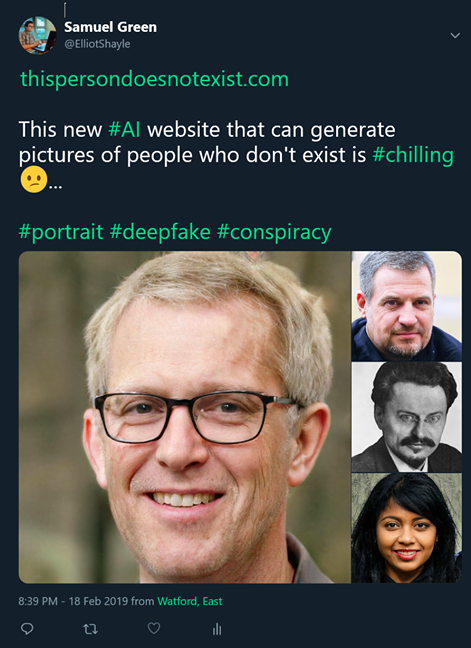 Samuel Green
@ElliotShayle
thispersondoesnotexist.com
This new #AI website that can generate
pictures of people who don't exist is #chilling
😕...
#portrait #deepfake #conspiracy
8:39 PM - 18 Feb 2019 from Watford, East